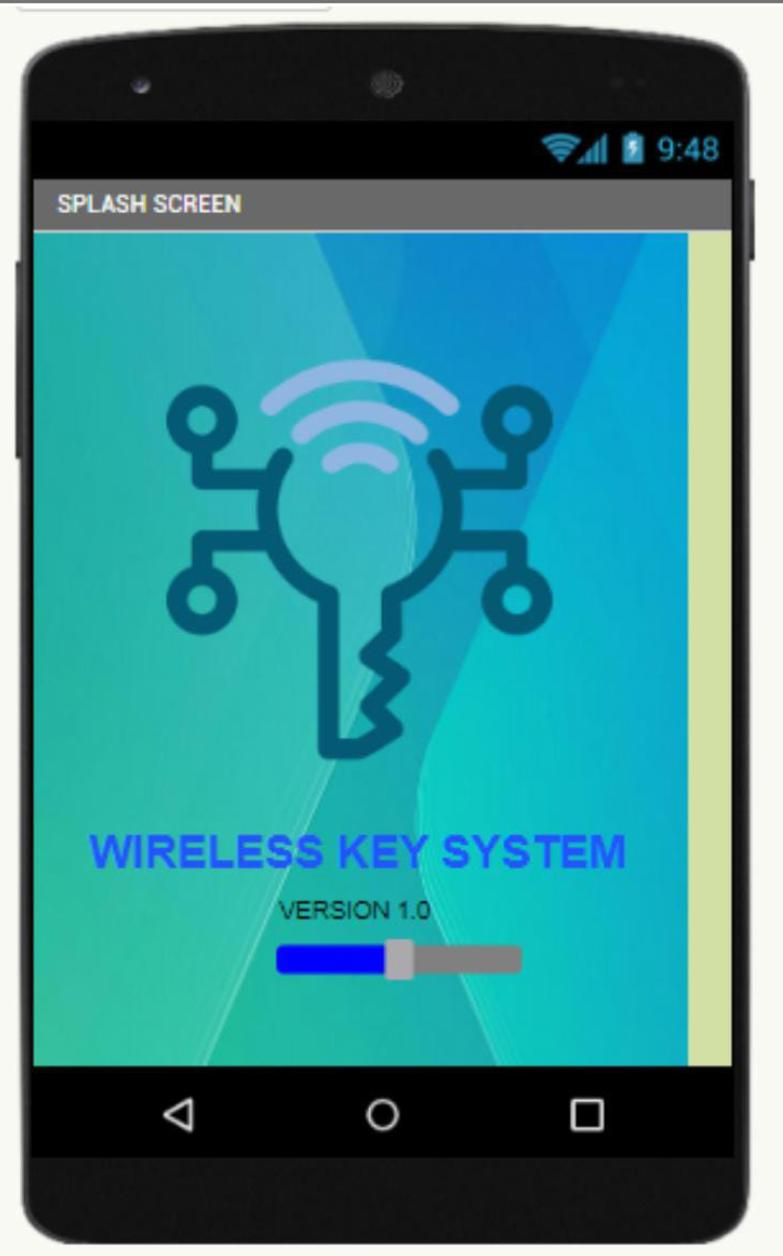 9:48
SPLASH SCREEN
WIRELESS KEY SYSTEM
VERSION 1.0